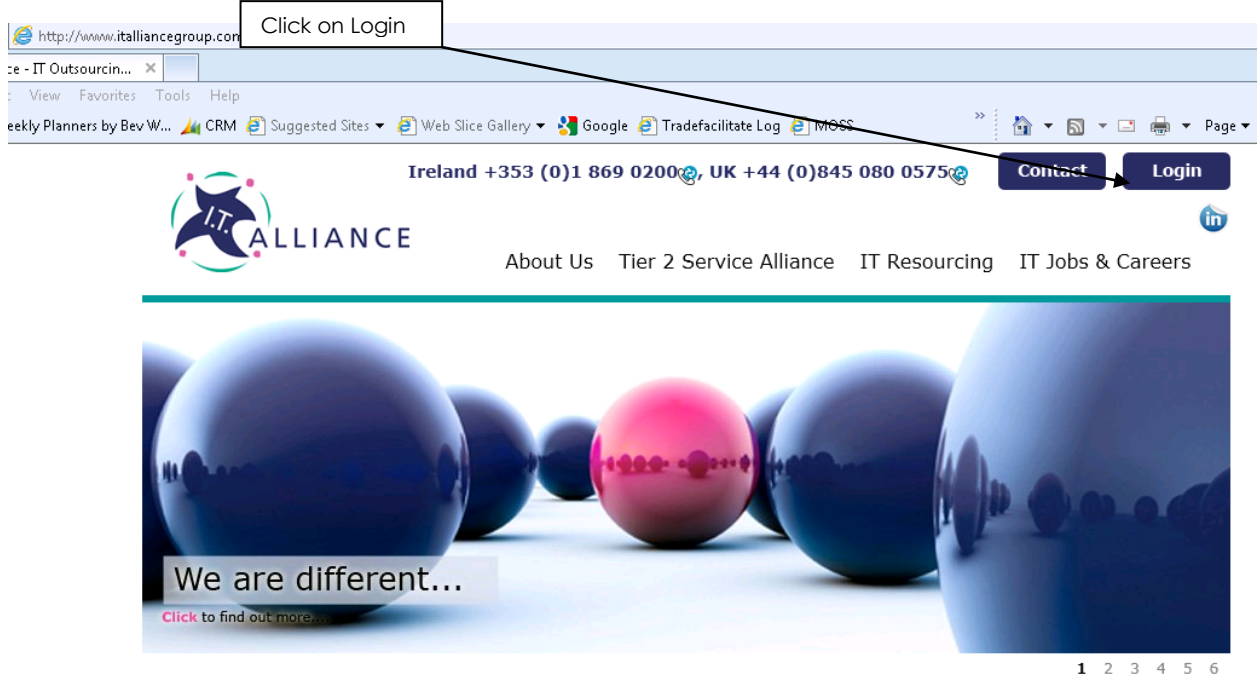 Click on Login
http://www.italliancegroup.com
ce - IT Outsourcin...
View Favorites Tools Help
eekly Planners by Bev W... CRM Suggested Sites Web Slice Gallery Google Tradefacilitate Log MOSS » Page
Ireland +353 (0)1 869 0200, UK +44 (0)845 080 0575 Contact Login
in
I.T. ALLIANCE
About Us Tier 2 Service Alliance IT Resourcing IT Jobs & Careers
We are different...
Click to find out more....
1 2 3 4 5 6